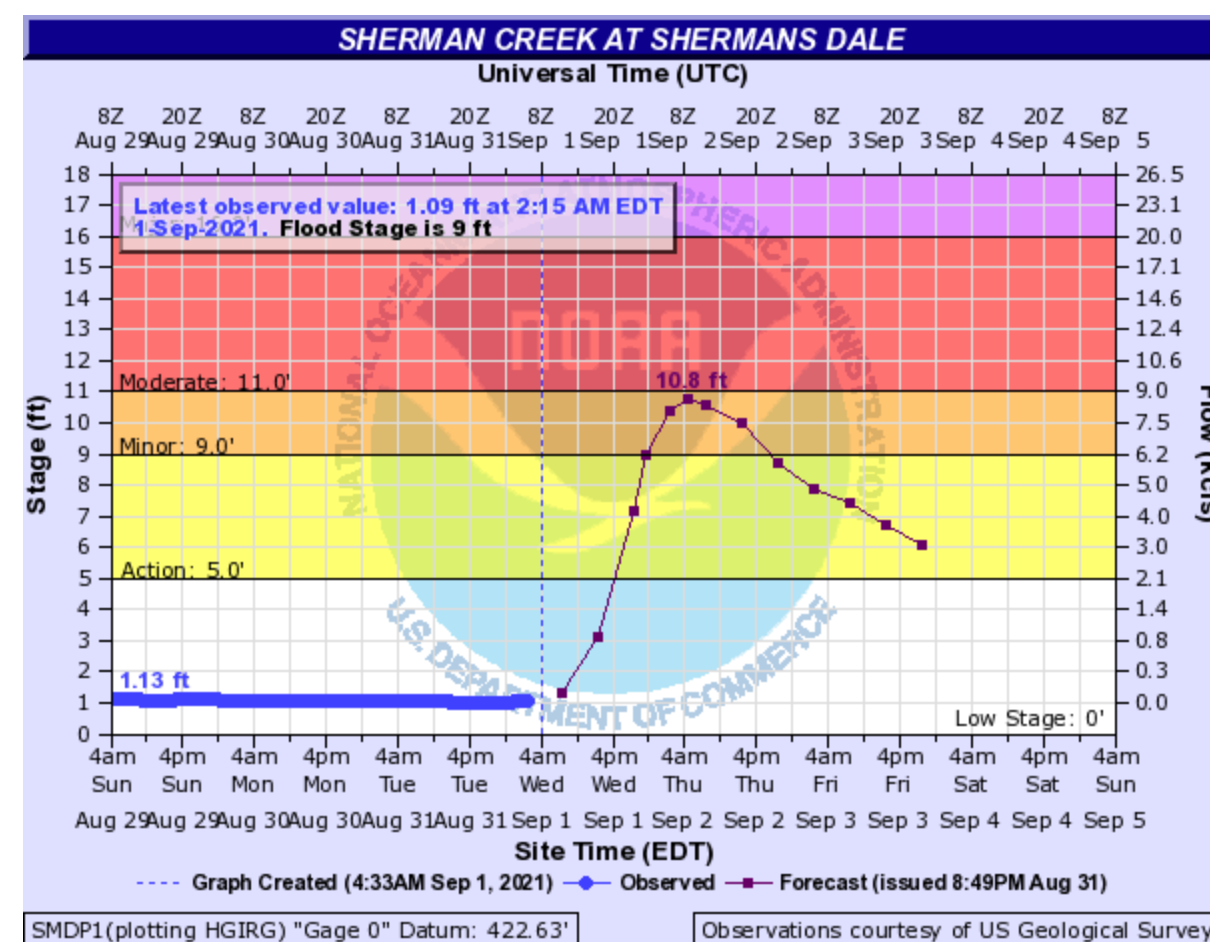 SHERMAN CREEK AT SHERMANS DALE
Universal Time (UTC)
8Z 20Z 8Z 20Z 8Z 20Z 8Z 20Z 8Z 20Z 8Z 20Z 8Z 20Z 8Z
Aug 29 Aug 29 Aug 30 Aug 30 Aug 31 Aug 31 Sep 1 Sep 1 Sep 2 Sep 2 Sep 3 Sep 3 Sep 4 Sep 4 Sep 5
Latest observed value: 1.09 ft at 2:15 AM EDT
1-Sep-2021. Flood Stage is 9 ft
18 26.5
17 23.1
16 20.0
15 17.1
14 14.6
13 12.4
12 10.6
11 Moderate: 11.0' 10.8 ft 9.0
10 7.5
9 Minor: 9.0' 6.2
8 5.0
7 4.0
6 3.0
5 Action: 5.0' 2.1
4 1.4
3 0.8
2 0.3
1.13 ft
1 0.0
0 Low Stage: 0'
Stage (ft)
Flow (kcfs)
NATIONAL OCEANIC AND ATMOSPHERIC ADMINISTRATION
NOAA
U.S. DEPARTMENT OF COMMERCE
4am 4pm 4am 4pm 4am 4pm 4am 4pm 4am 4pm 4am 4pm 4am 4pm 4am
Sun Sun Mon Mon Tue Tue Wed Wed Thu Thu Fri Fri Sat Sat Sun
Aug 29 Aug 29 Aug 30 Aug 30 Aug 31 Aug 31 Sep 1 Sep 1 Sep 2 Sep 2 Sep 3 Sep 3 Sep 4 Sep 4 Sep 5
Site Time (EDT)
Graph Created (4:33AM Sep 1, 2021) Observed Forecast (issued 8:49PM Aug 31)
SMDP1(plotting HGIRG) "Gage 0" Datum: 422.63'
Observations courtesy of US Geological Survey